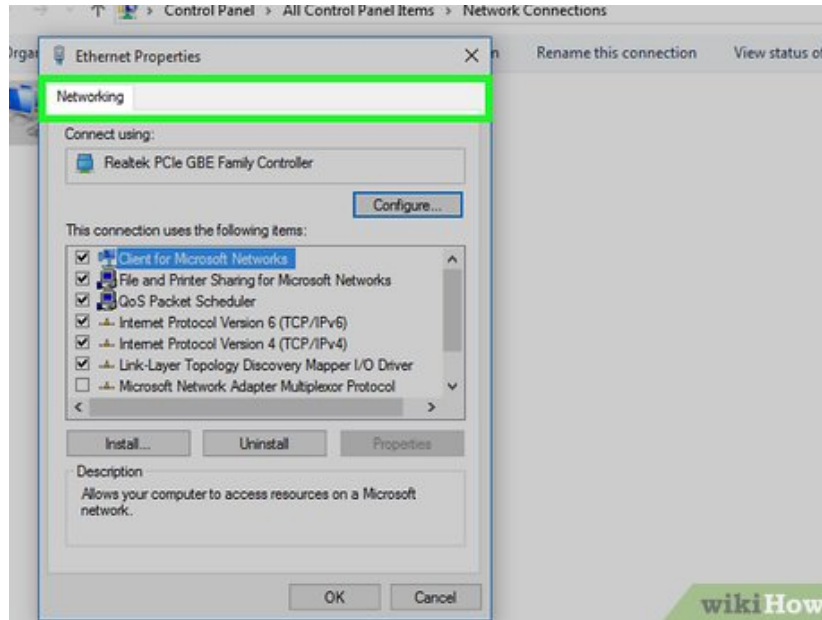 Control Panel > All Control Panel Items > Network Connections
Rename this connection View status of
Ethernet Properties
Networking
Connect using:
Realtek PCIe GBE Family Controller
Configure...
This connection uses the following items:
Client for Microsoft Networks
File and Printer Sharing for Microsoft Networks
QoS Packet Scheduler
Internet Protocol Version 6 (TCP/IPv6)
Internet Protocol Version 4 (TCP/IPv4)
Link-Layer Topology Discovery Mapper I/O Driver
Microsoft Network Adapter Multiplexor Protocol
Install... Uninstall Properties
Description
Allows your computer to access resources on a Microsoft
network.
OK Cancel
wikiHow